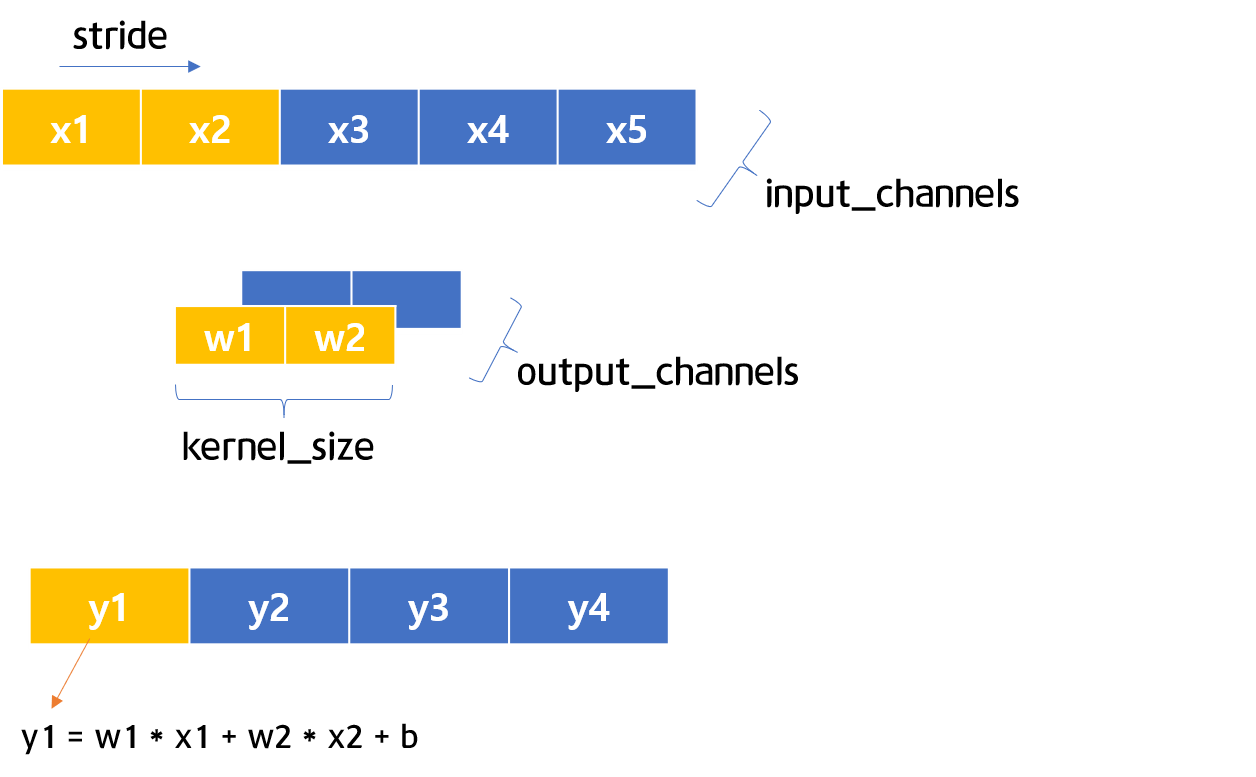 stride
x1 x2 x3 x4 x5
input_channels
w1 w2
output_channels
kernel_size
y1 y2 y3 y4
y1 = w1 * x1 + w2 * x2 + b